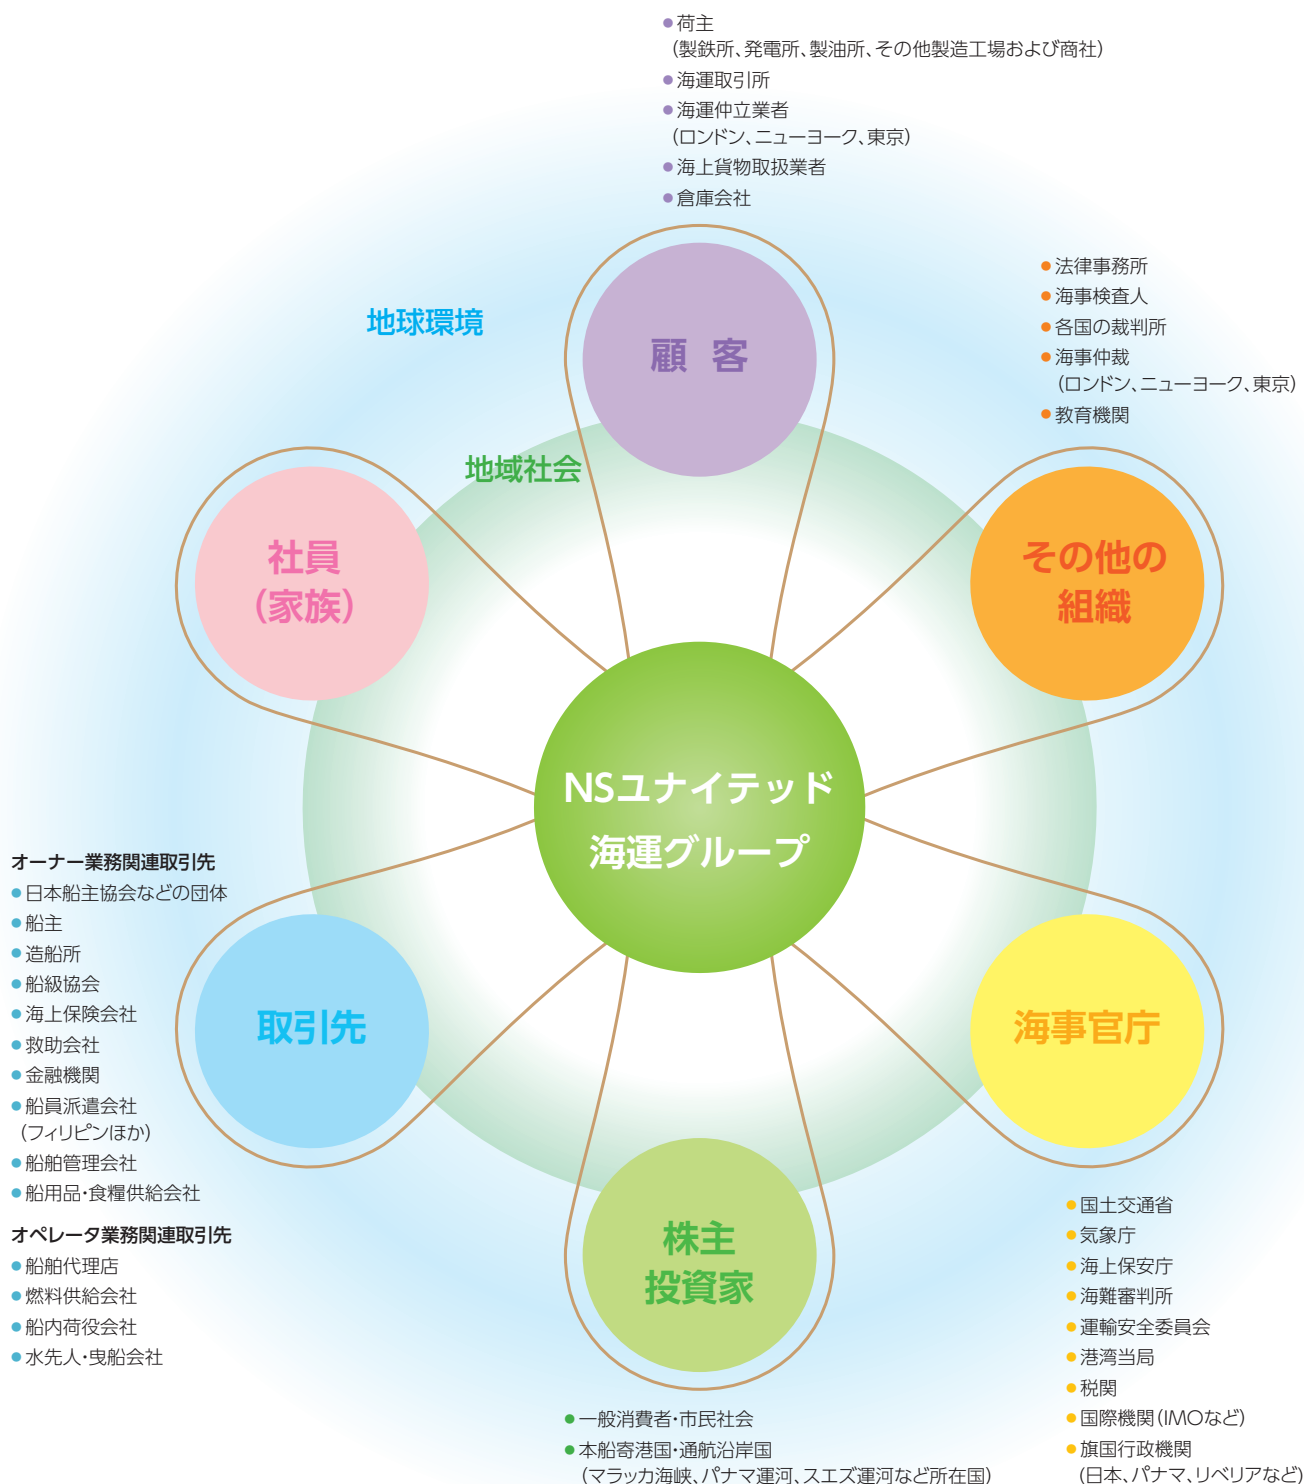 ●荷主
（製鉄所、発電所、製油所、その他製造工場および商社）
●海運取引所
●海運仲立業者
（ロンドン、ニューヨーク、東京）
●海上貨物取扱業者
●倉庫会社
●法律事務所
●海事検査人
●各国の裁判所
●海事仲裁
（ロンドン、ニューヨーク、東京）
●教育機関
地球環境
顧 客
地域社会
社員
（家族）
その他の
組織
NSユナイテッド
海運グループ
オーナー業務関連取引先
●日本船主協会などの団体
●船主
●造船所
●船級協会
●海上保険会社
●救助会社
●金融機関
●船員派遣会社
（フィリピンほか）
●船舶管理会社
●船用品・食糧供給会社
オペレータ業務関連取引先
●船舶代理店
●燃料供給会社
●船内荷役会社
●水先人・曳船会社
取引先
海事官庁
株主
投資家
●国土交通省
●気象庁
●海上保安庁
●海難審判所
●運輸安全委員会
●港湾当局
●税関
●国際機関（IMOなど）
●旗国行政機関
（日本、パナマ、リベリアなど）
●一般消費者・市民社会
●本船寄港国・通航沿岸国
（マラッカ海峡、パナマ運河、スエズ運河など所在国）